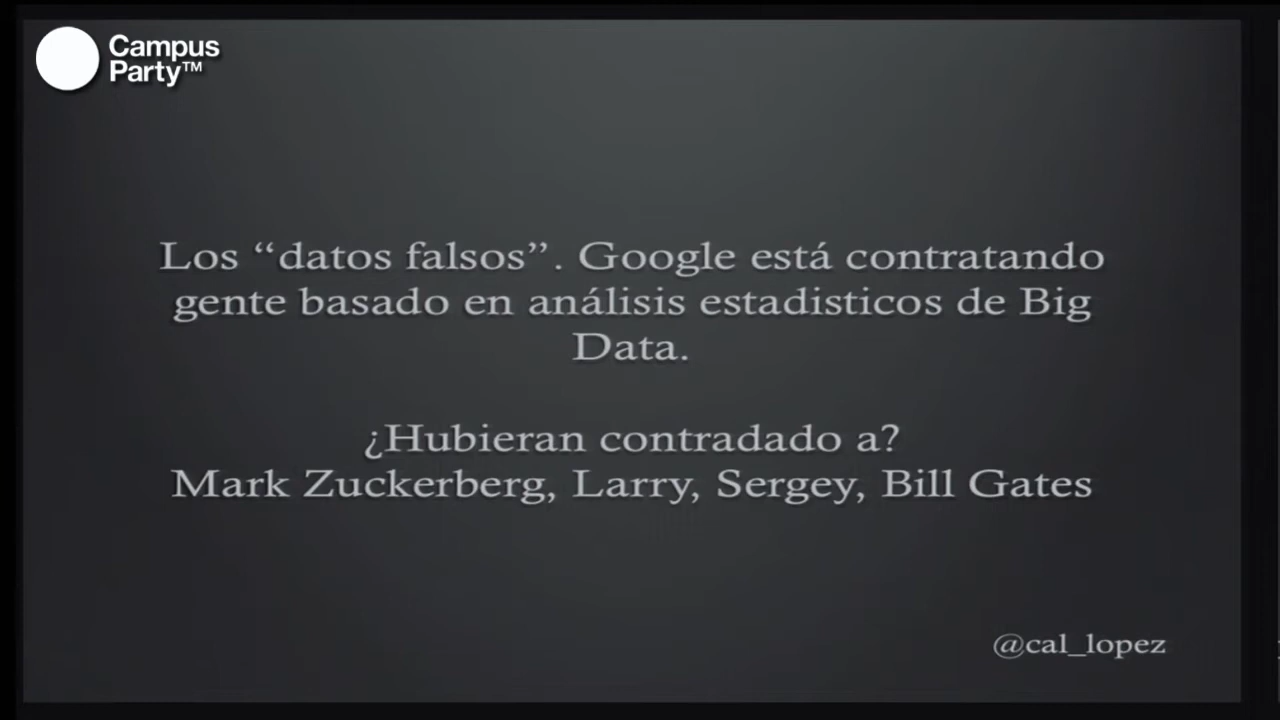 Campus
Party™
Los “datos falsos”. Google está contratando
gente basado en análisis estadisticos de Big
Data.
¿Hubieran contradado a?
Mark Zuckerberg, Larry, Sergey, Bill Gates
@cal_lopez